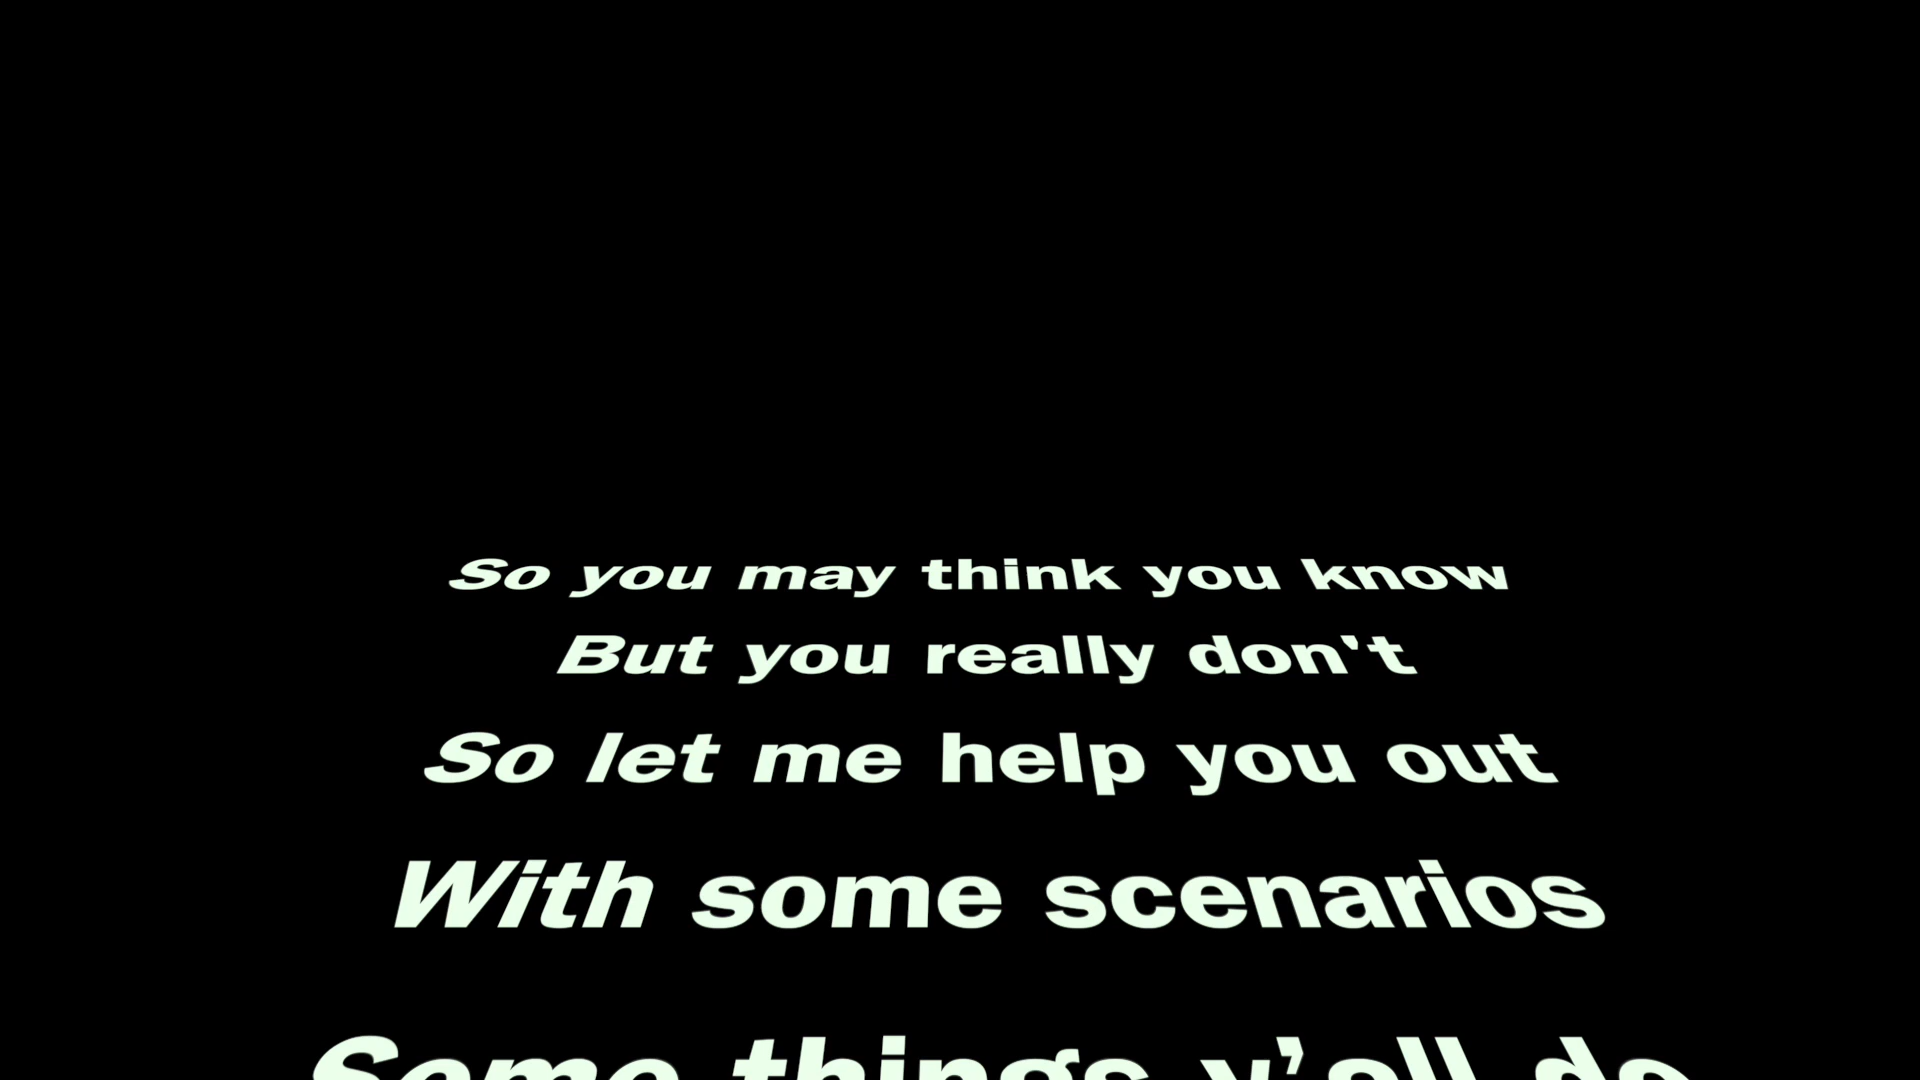 So you may think you know
But you really don't
So let me help you out
With some scenarios
Some things y’all do